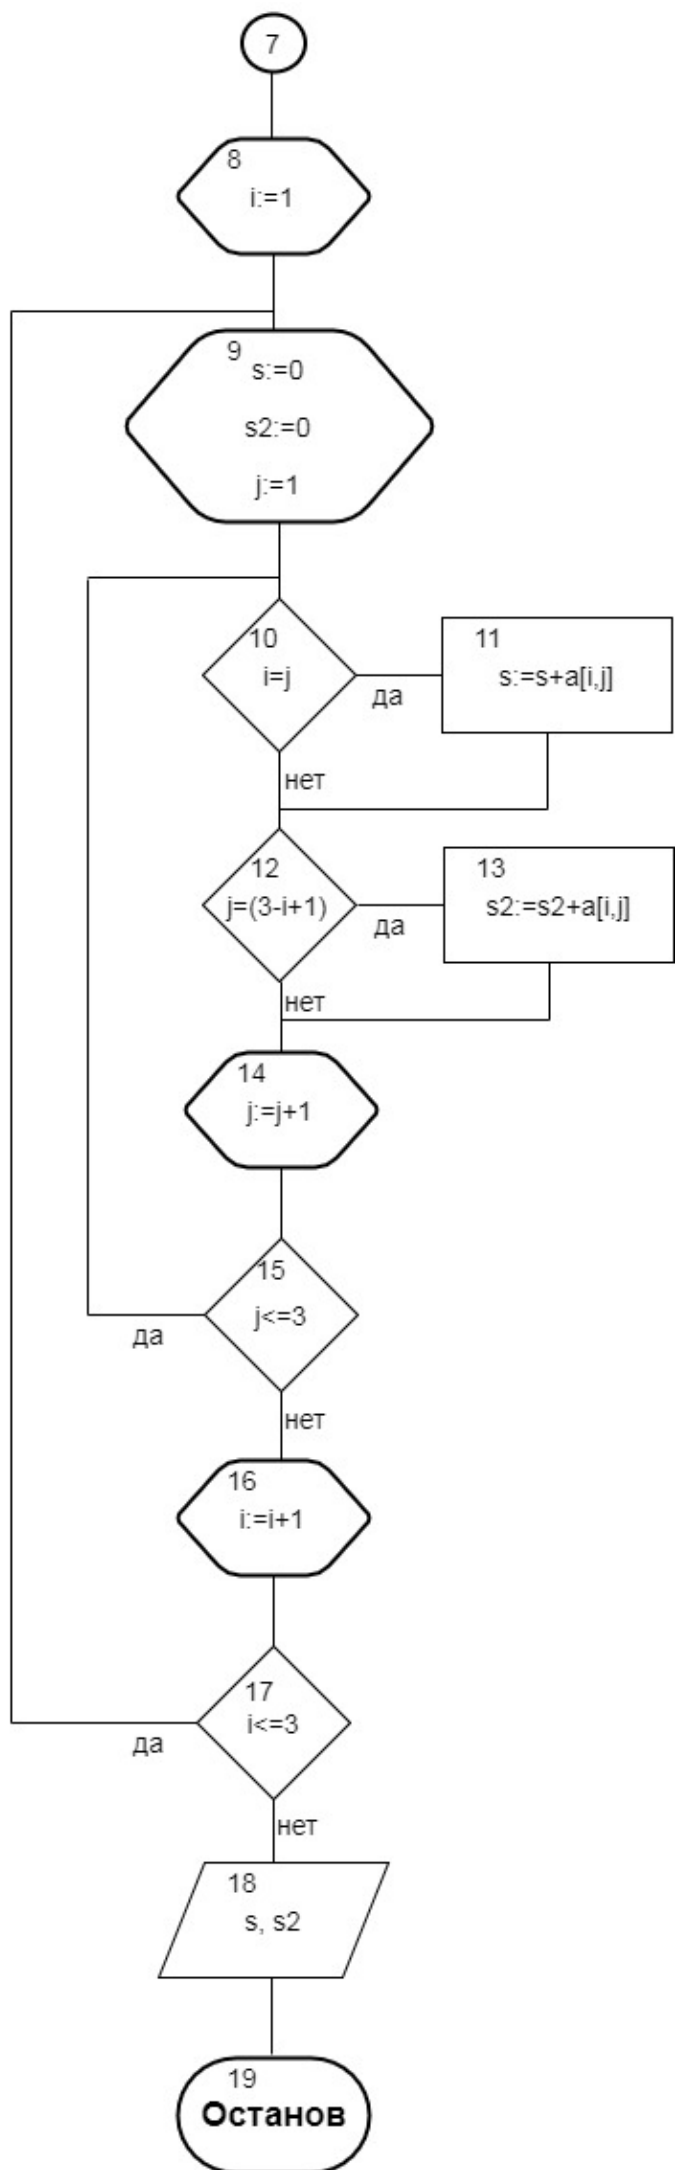 7
8
i:=1
9
s:=0
s2:=0
j:=1
10
i=j
да
11
s:=s+a[i,j]
нет
12
j=(3-i+1)
да
13
s2:=s2+a[i,j]
нет
14
j:=j+1
15
j<=3
да
нет
16
i:=i+1
17
i<=3
да
нет
18
s, s2
19
Останов